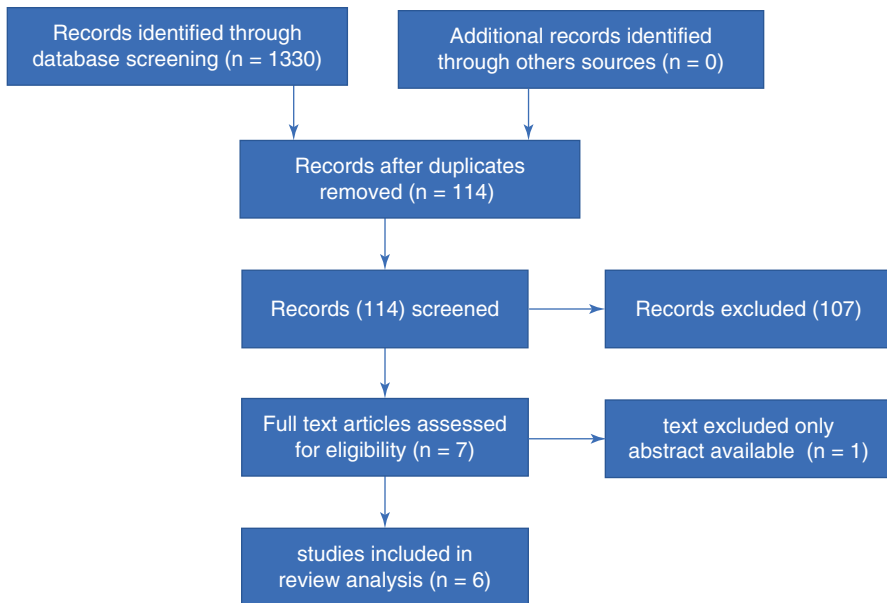 Records identified through
database screening (n = 1330)
Additional records identified
through others sources (n = 0)
Records after duplicates
removed (n = 114)
Records (114) screened
Records excluded (107)
Full text articles assessed
for eligibility (n = 7)
text excluded only
abstract available (n = 1)
studies included in
review analysis (n = 6)